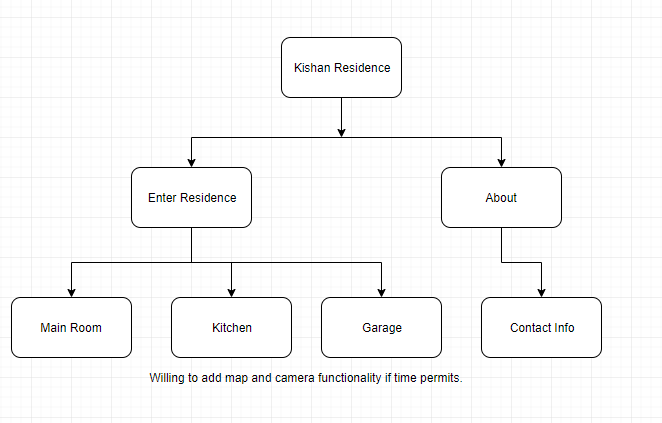 Kishan Residence
Enter Residence
About
Main Room
Kitchen
Garage
Contact Info
Willing to add map and camera functionality if time permits.